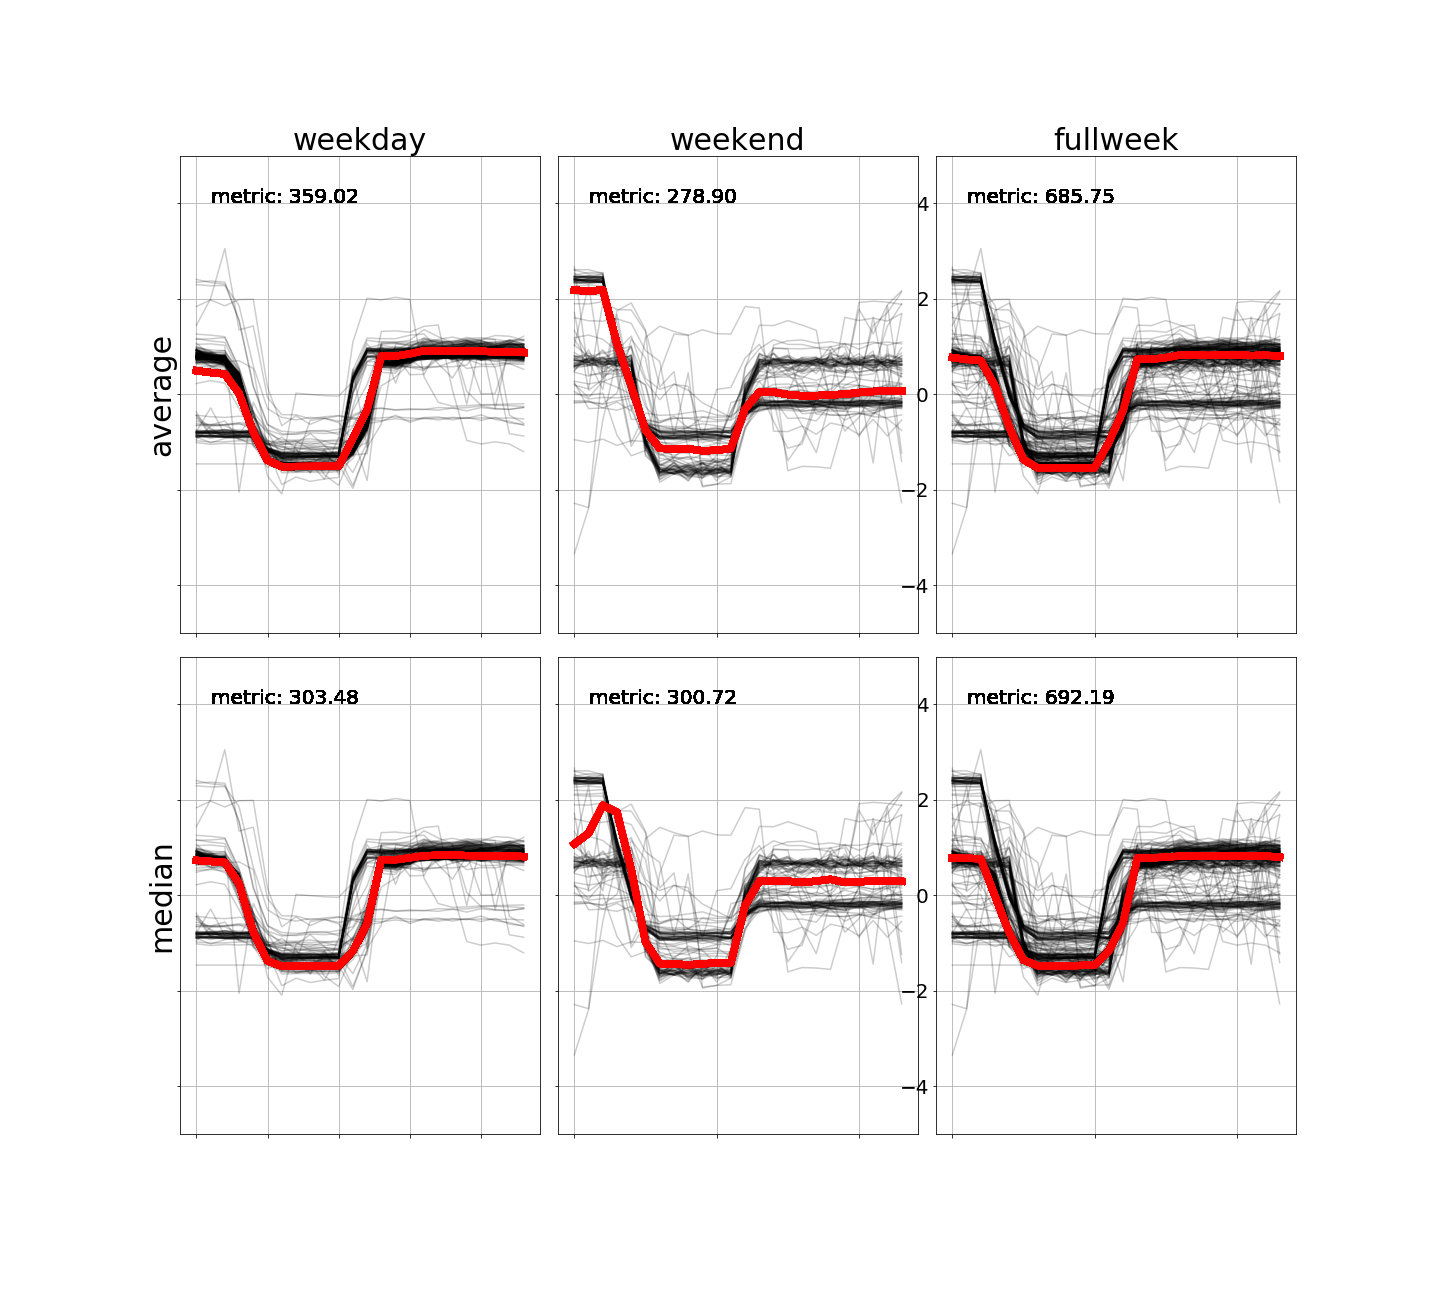 weekday weekend fullweek
average
metric: 359.02
metric: 278.90
metric: 685.75
4
2
0
−2
−4
median
metric: 303.48
metric: 300.72
metric: 692.19
4
2
0
−2
−4